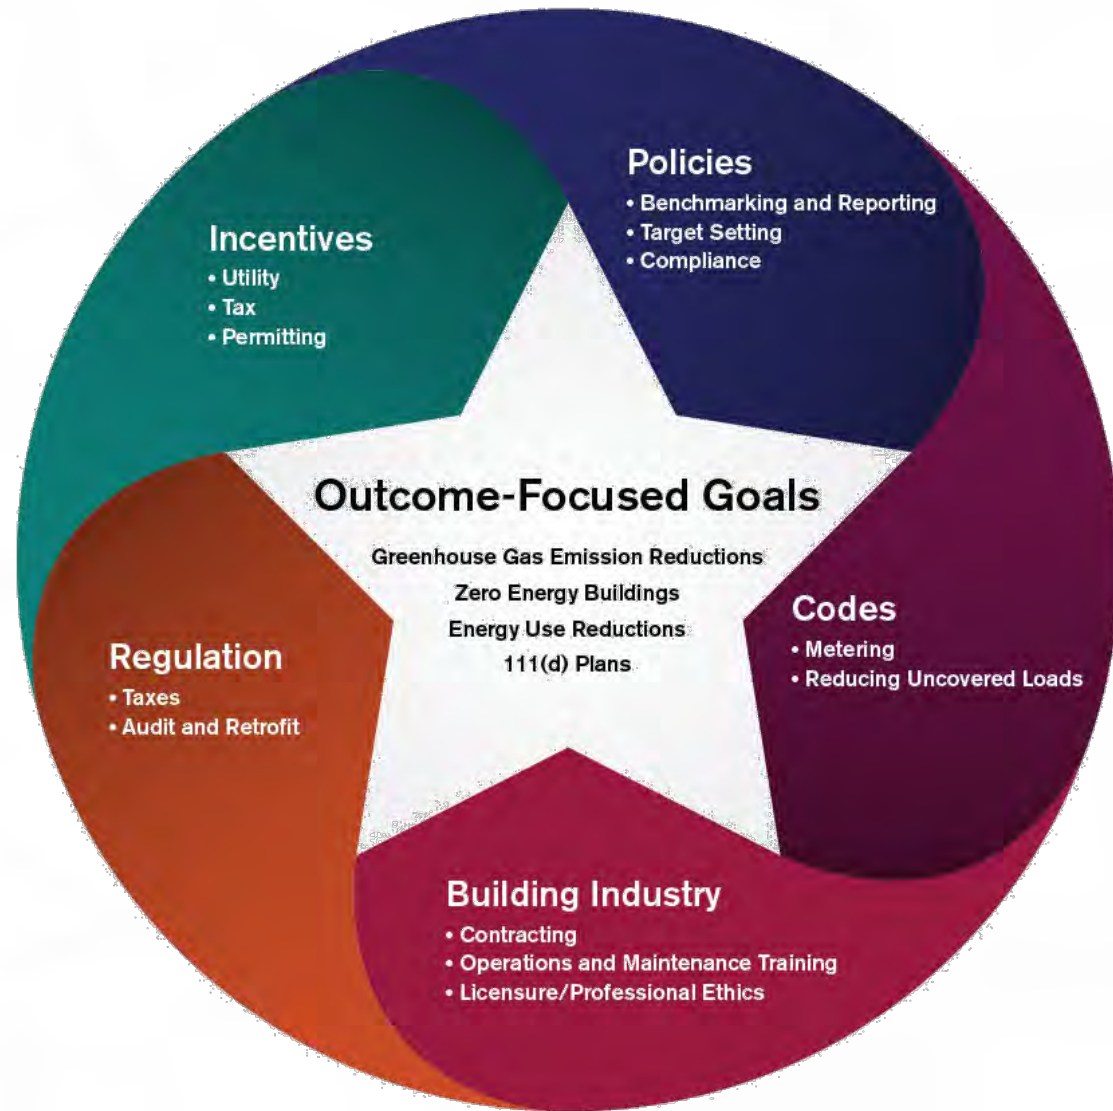 Policies
• Benchmarking and Reporting
• Target Setting
• Compliance
Incentives
• Utility
• Tax
• Permitting
Outcome-Focused Goals
Greenhouse Gas Emission Reductions
Zero Energy Buildings
Energy Use Reductions
111(d) Plans
Codes
• Metering
• Reducing Uncovered Loads
Regulation
• Taxes
• Audit and Retrofit
Building Industry
• Contracting
• Operations and Maintenance Training
• Licensure/Professional Ethics